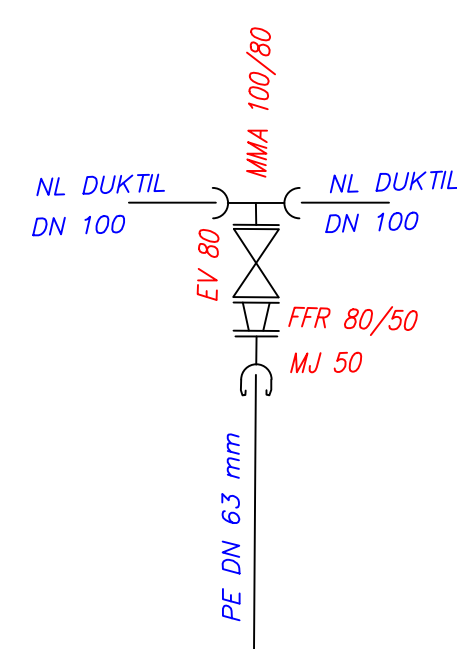 MMA 100/80
NL DUKTIL
DN 100
NL DUKTIL
DN 100
EV 80
FFR 80/50
MJ 50
PE DN 63 mm